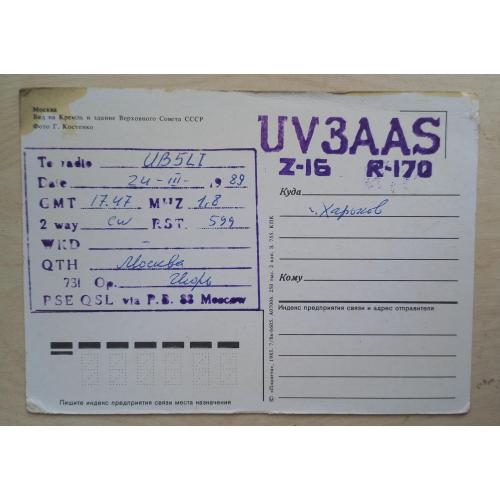 Москва
Вид на Кремль и здание Верховного Совета СССР
Фото Г. Костенко
UV3AAS
Z-16 R-170
To radio UB5LI
Date 24-III- 1989
GMT 17.47 MHZ 1,8
2 way CW RST. 599
WKD -
QTH Москва
731 Op. Игорь
PSE QSL via P.B. 88 Moscow
Куда
г. Харьков
Кому
Индекс предприятия связи и адрес отправителя
Пишите индекс предприятия связи места назначения